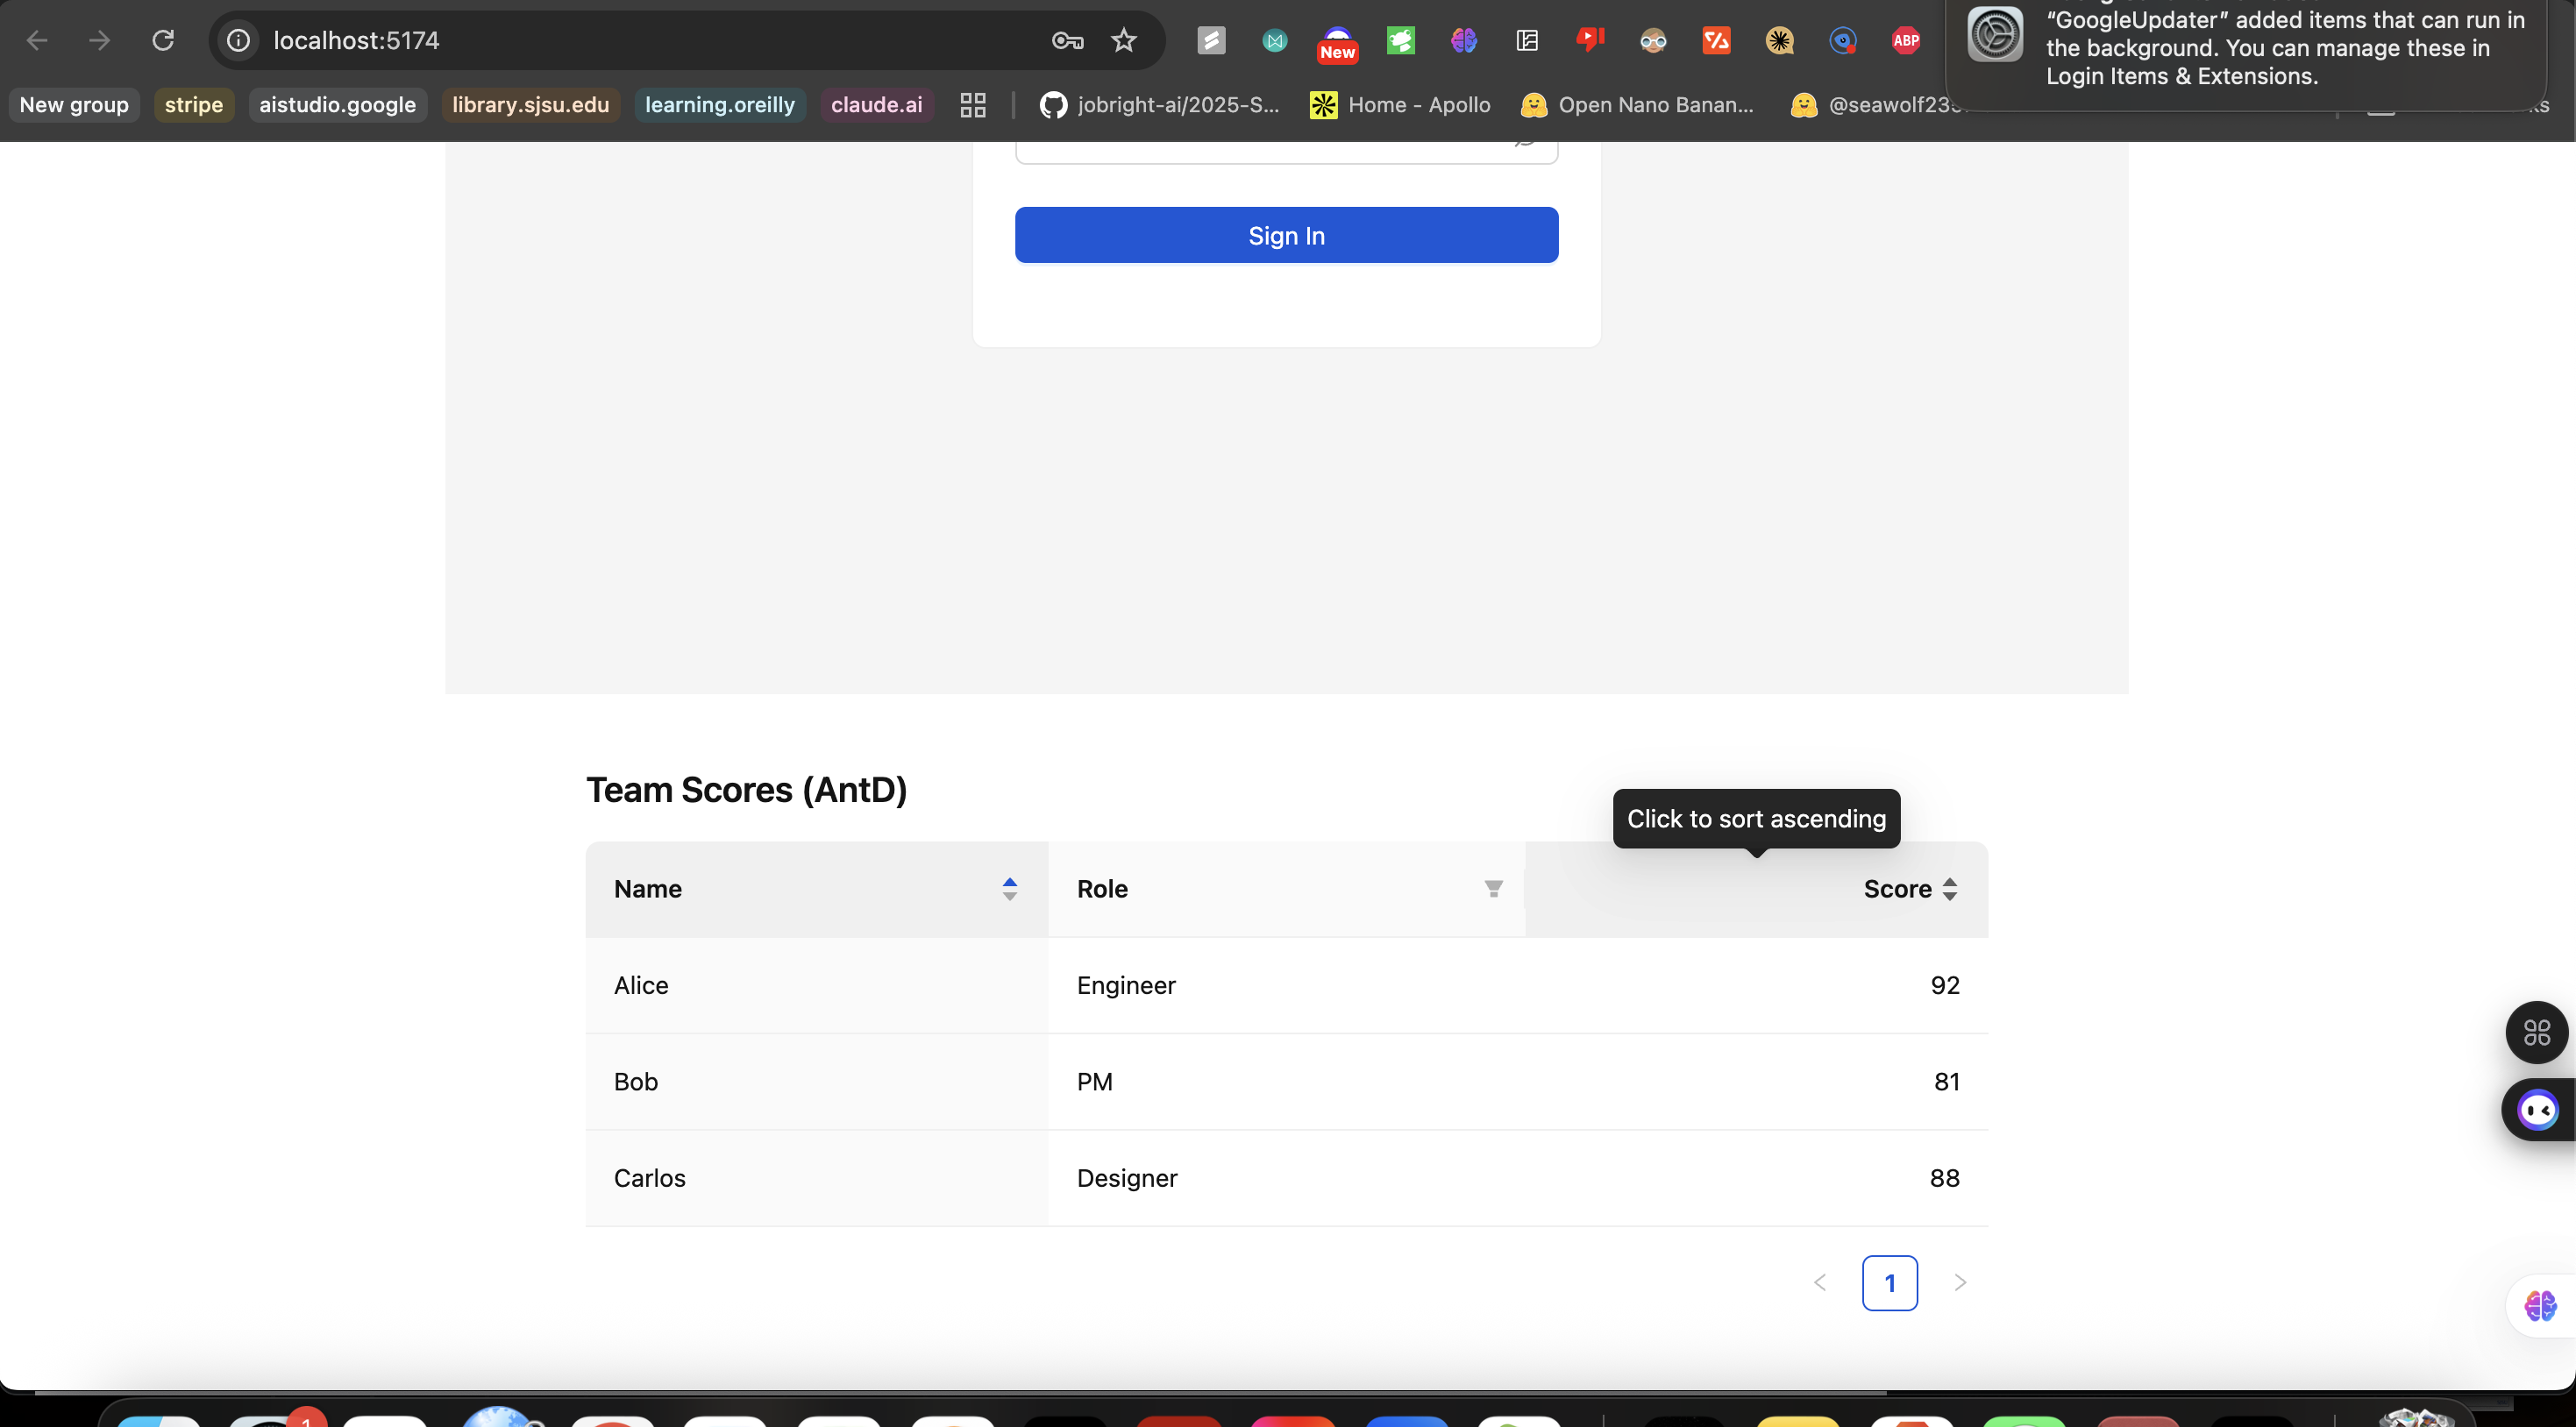 localhost:5174
New
ABP
“GoogleUpdater” added items that can run in
the background. You can manage these in
Login Items & Extensions.
New group
stripe
aistudio.google
library.sjsu.edu
learning.oreilly
claude.ai
jobright-ai/2025-S...
Home - Apollo
Open Nano Banan...
Sign In
Team Scores (AntD)
Click to sort ascending
Name Role Score
Alice Engineer 92
Bob PM 81
Carlos Designer 88
< 1 >
1